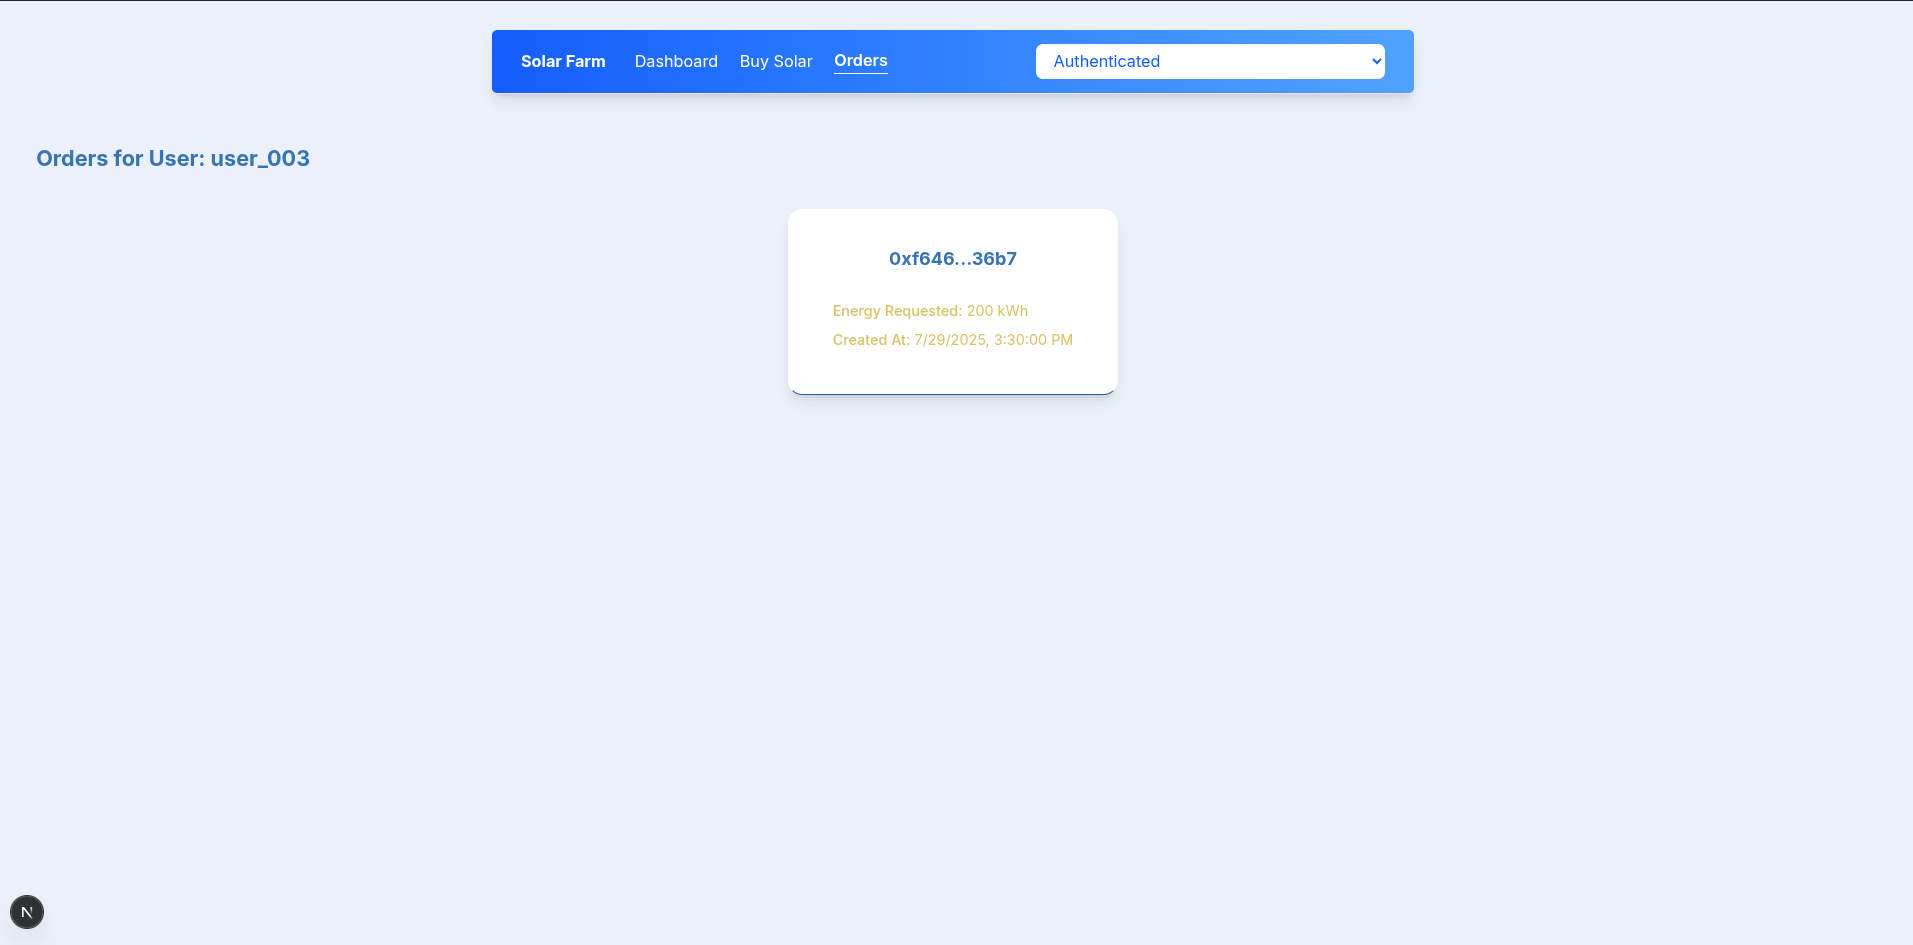 Solar Farm Dashboard Buy Solar Orders Authenticated
Orders for User: user_003
0xf646...36b7
Energy Requested: 200 kWh
Created At: 7/29/2025, 3:30:00 PM
N